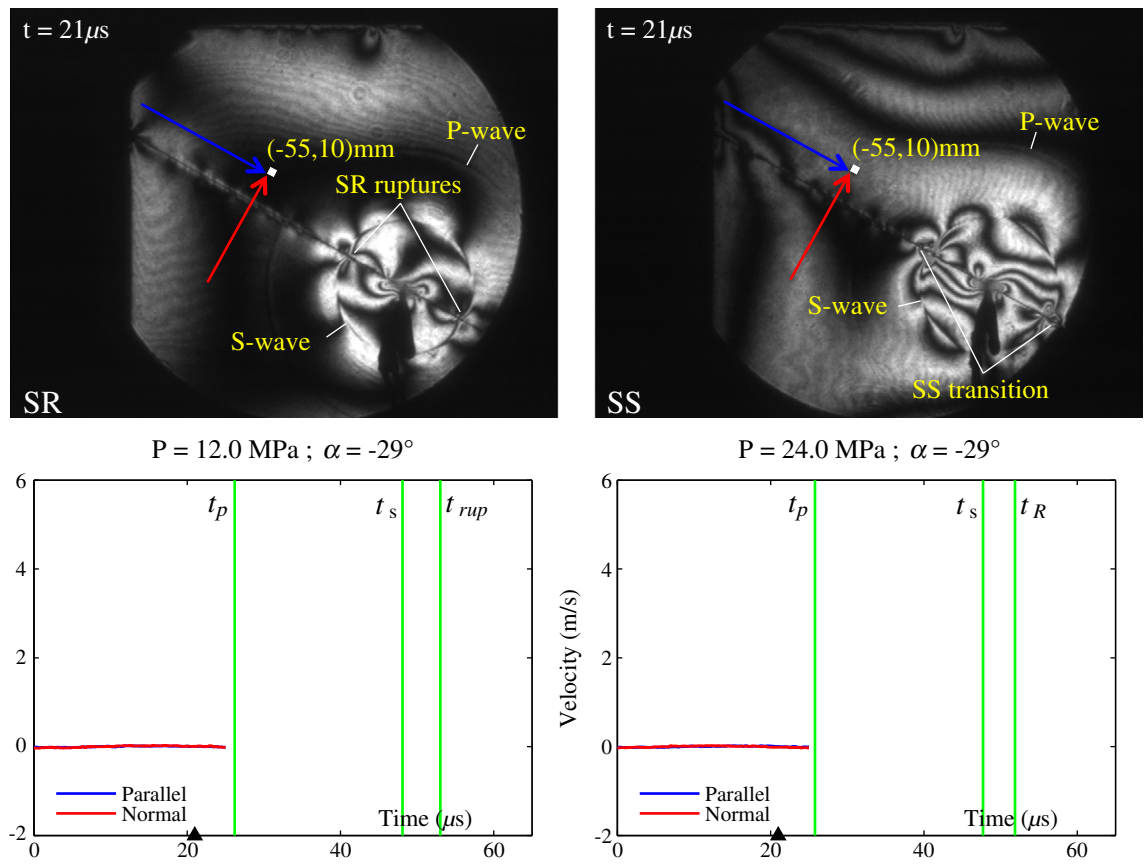 t = 21μs
(-55,10)mm
P-wave
SR ruptures
S-wave
SR
t = 21μs
(-55,10)mm
P-wave
S-wave
SS transition
SS
P = 12.0 MPa ; α = -29°
6
4
2
0
-2
t_p
t_s
t_rup
Parallel
Normal
Time (μs)
0
20
40
60
P = 24.0 MPa ; α = -29°
Velocity (m/s)
6
4
2
0
-2
t_p
t_s
t_R
Parallel
Normal
Time (μs)
0
20
40
60